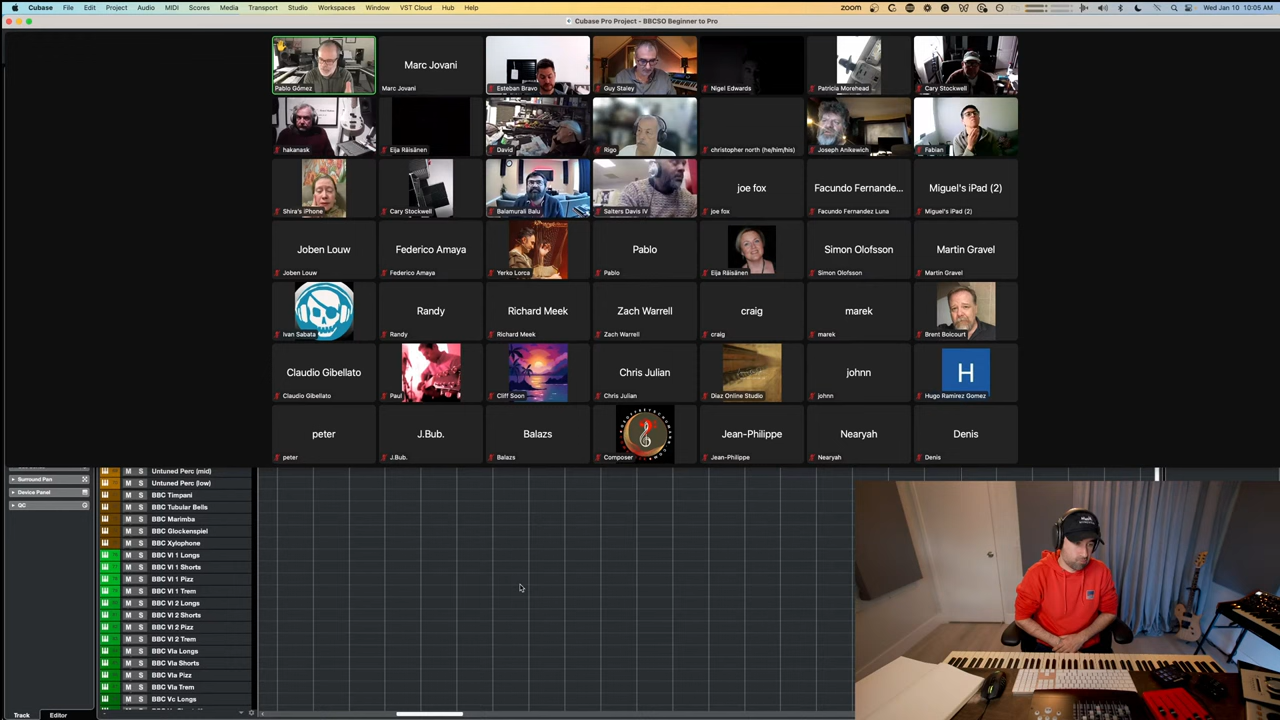 Cubase File Edit Project Audio MIDI Scores Media Transport Studio Workspaces Window VST Cloud Hub zoom Wed Jan 10 10:05 AM
Cubase Pro Project - BBCSO Beginner to Pro
Marc Jovani
Pablo Gómez Marc Jovani Esteban Bravo Guy Staley Nigel Edwards Patricia Morehead Cary Stockwell
hakanask Eija Räisänen David Rigo christopher north (he/him/his) Joseph Anikewich Fabian
joe fox Facundo Fernande... Miguel's iPad (2)
Shira's iPhone Cary Stockwell Balamurali Balu Salters Davis IV joe fox Facundo Fernandez Luna Miguel's iPad (2)
Joben Louw Federico Amaya Pablo Simon Olofsson Martin Gravel
Joben Louw Federico Amaya Yerko Lorca Pablo Eija Räisänen Simon Olofsson Martin Gravel
Randy Richard Meek Zach Warrell craig marek
Ivan Sabata Randy Richard Meek Zach Warrell craig marek Brent Boicourt
Claudio Gibellato Chris Julian johnn H
Claudio Gibellato Paul Cliff Soon Chris Julian Diaz Online Studio johnn Hugo Ramirez Gomez
peter J.Bub. Balazs Jean-Philippe Nearyah Denis
peter J.Bub. Balazs Composer Jean-Philippe Nearyah Denis
Surround Pan
Device Panel
QC
Untuned Perc (mid)
M S Untuned Perc (low)
M S BBC Timpani
M S BBC Tubular Bells
M S BBC Marimba
M S BBC Glockenspiel
M S BBC Xylophone
M S BBC Vl 1 Longs
M S BBC Vl 1 Shorts
M S BBC Vl 1 Pizz
M S BBC Vl 1 Trem
M S BBC Vl 2 Longs
M S BBC Vl 2 Shorts
M S BBC Vl 2 Pizz
M S BBC Vl 2 Trem
M S BBC Vla Longs
M S BBC Vla Shorts
M S BBC Vla Pizz
M S BBC Vla Trem
M S BBC Vc Longs
Track Editor